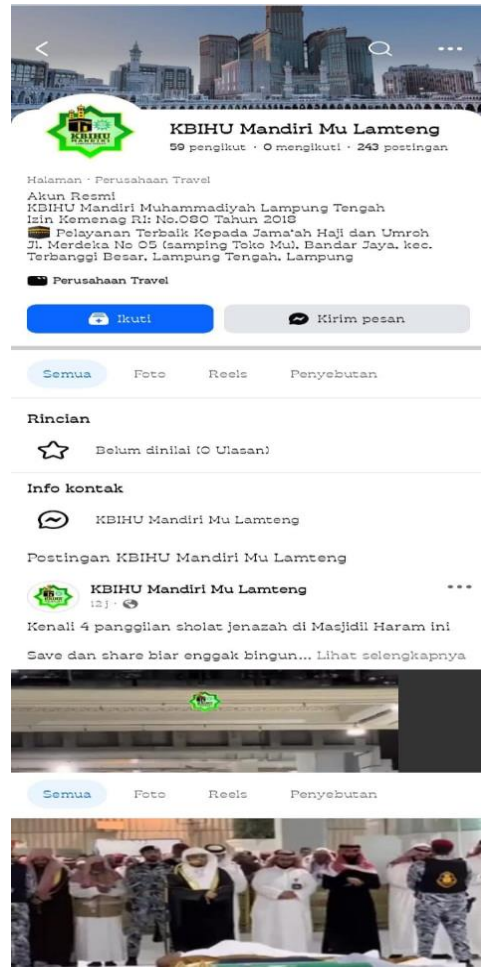 KBIHU Mandiri Mu Lamteng
59 pengikut · 0 mengikuti · 243 postingan
KBIHU
MANDIRI
Halaman · Perusahaan Travel
Akun Resmi
KBIHU Mandiri Muhammadiyah Lampung Tengah
Izin Kemenag RI: No.080 Tahun 2018
🕋 Pelayanan Terbaik Kepada Jama'ah Haji dan Umroh
Jl. Merdeka No 05 (samping Toko Mu), Bandar Jaya, kec.
Terbanggi Besar, Lampung Tengah, Lampung
Perusahaan Travel
Ikuti
Kirim pesan
Semua Foto Reels Penyebutan
Rincian
Belum dinilai (0 Ulasan)
Info kontak
KBIHU Mandiri Mu Lamteng
Postingan KBIHU Mandiri Mu Lamteng
KBIHU Mandiri Mu Lamteng
12 j ·
Kenali 4 panggilan sholat jenazah di Masjidil Haram ini
Save dan share biar enggak bingun... Lihat selengkapnya
Semua Foto Reels Penyebutan